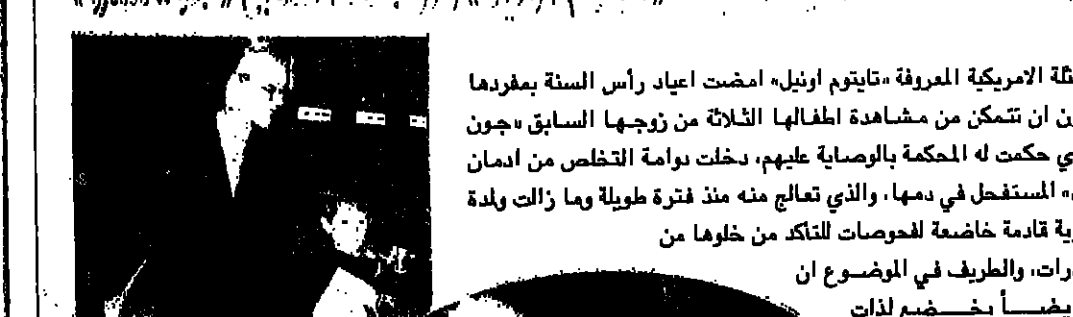 ثلة الامريكية المعروفة «تايتوم اونيل» امضت اعياد رأس السنة بمفردها
ن ان تتمكن من مشاهدة اطفالها الثلاثة من زوجها السابق «جون
ي حكمت له المحكمة بالوصاية عليهم، دخلت دوامة التخلص من ادمان
» المستفحل في دمها، والذي تعالج منه منذ فترة طويلة وما زالت ولمدة
ية قادمة خاضعة لفحوصات للتأكد من خلوها من
رات، والطريف في الموضوع ان
يضاً يخضع لذات